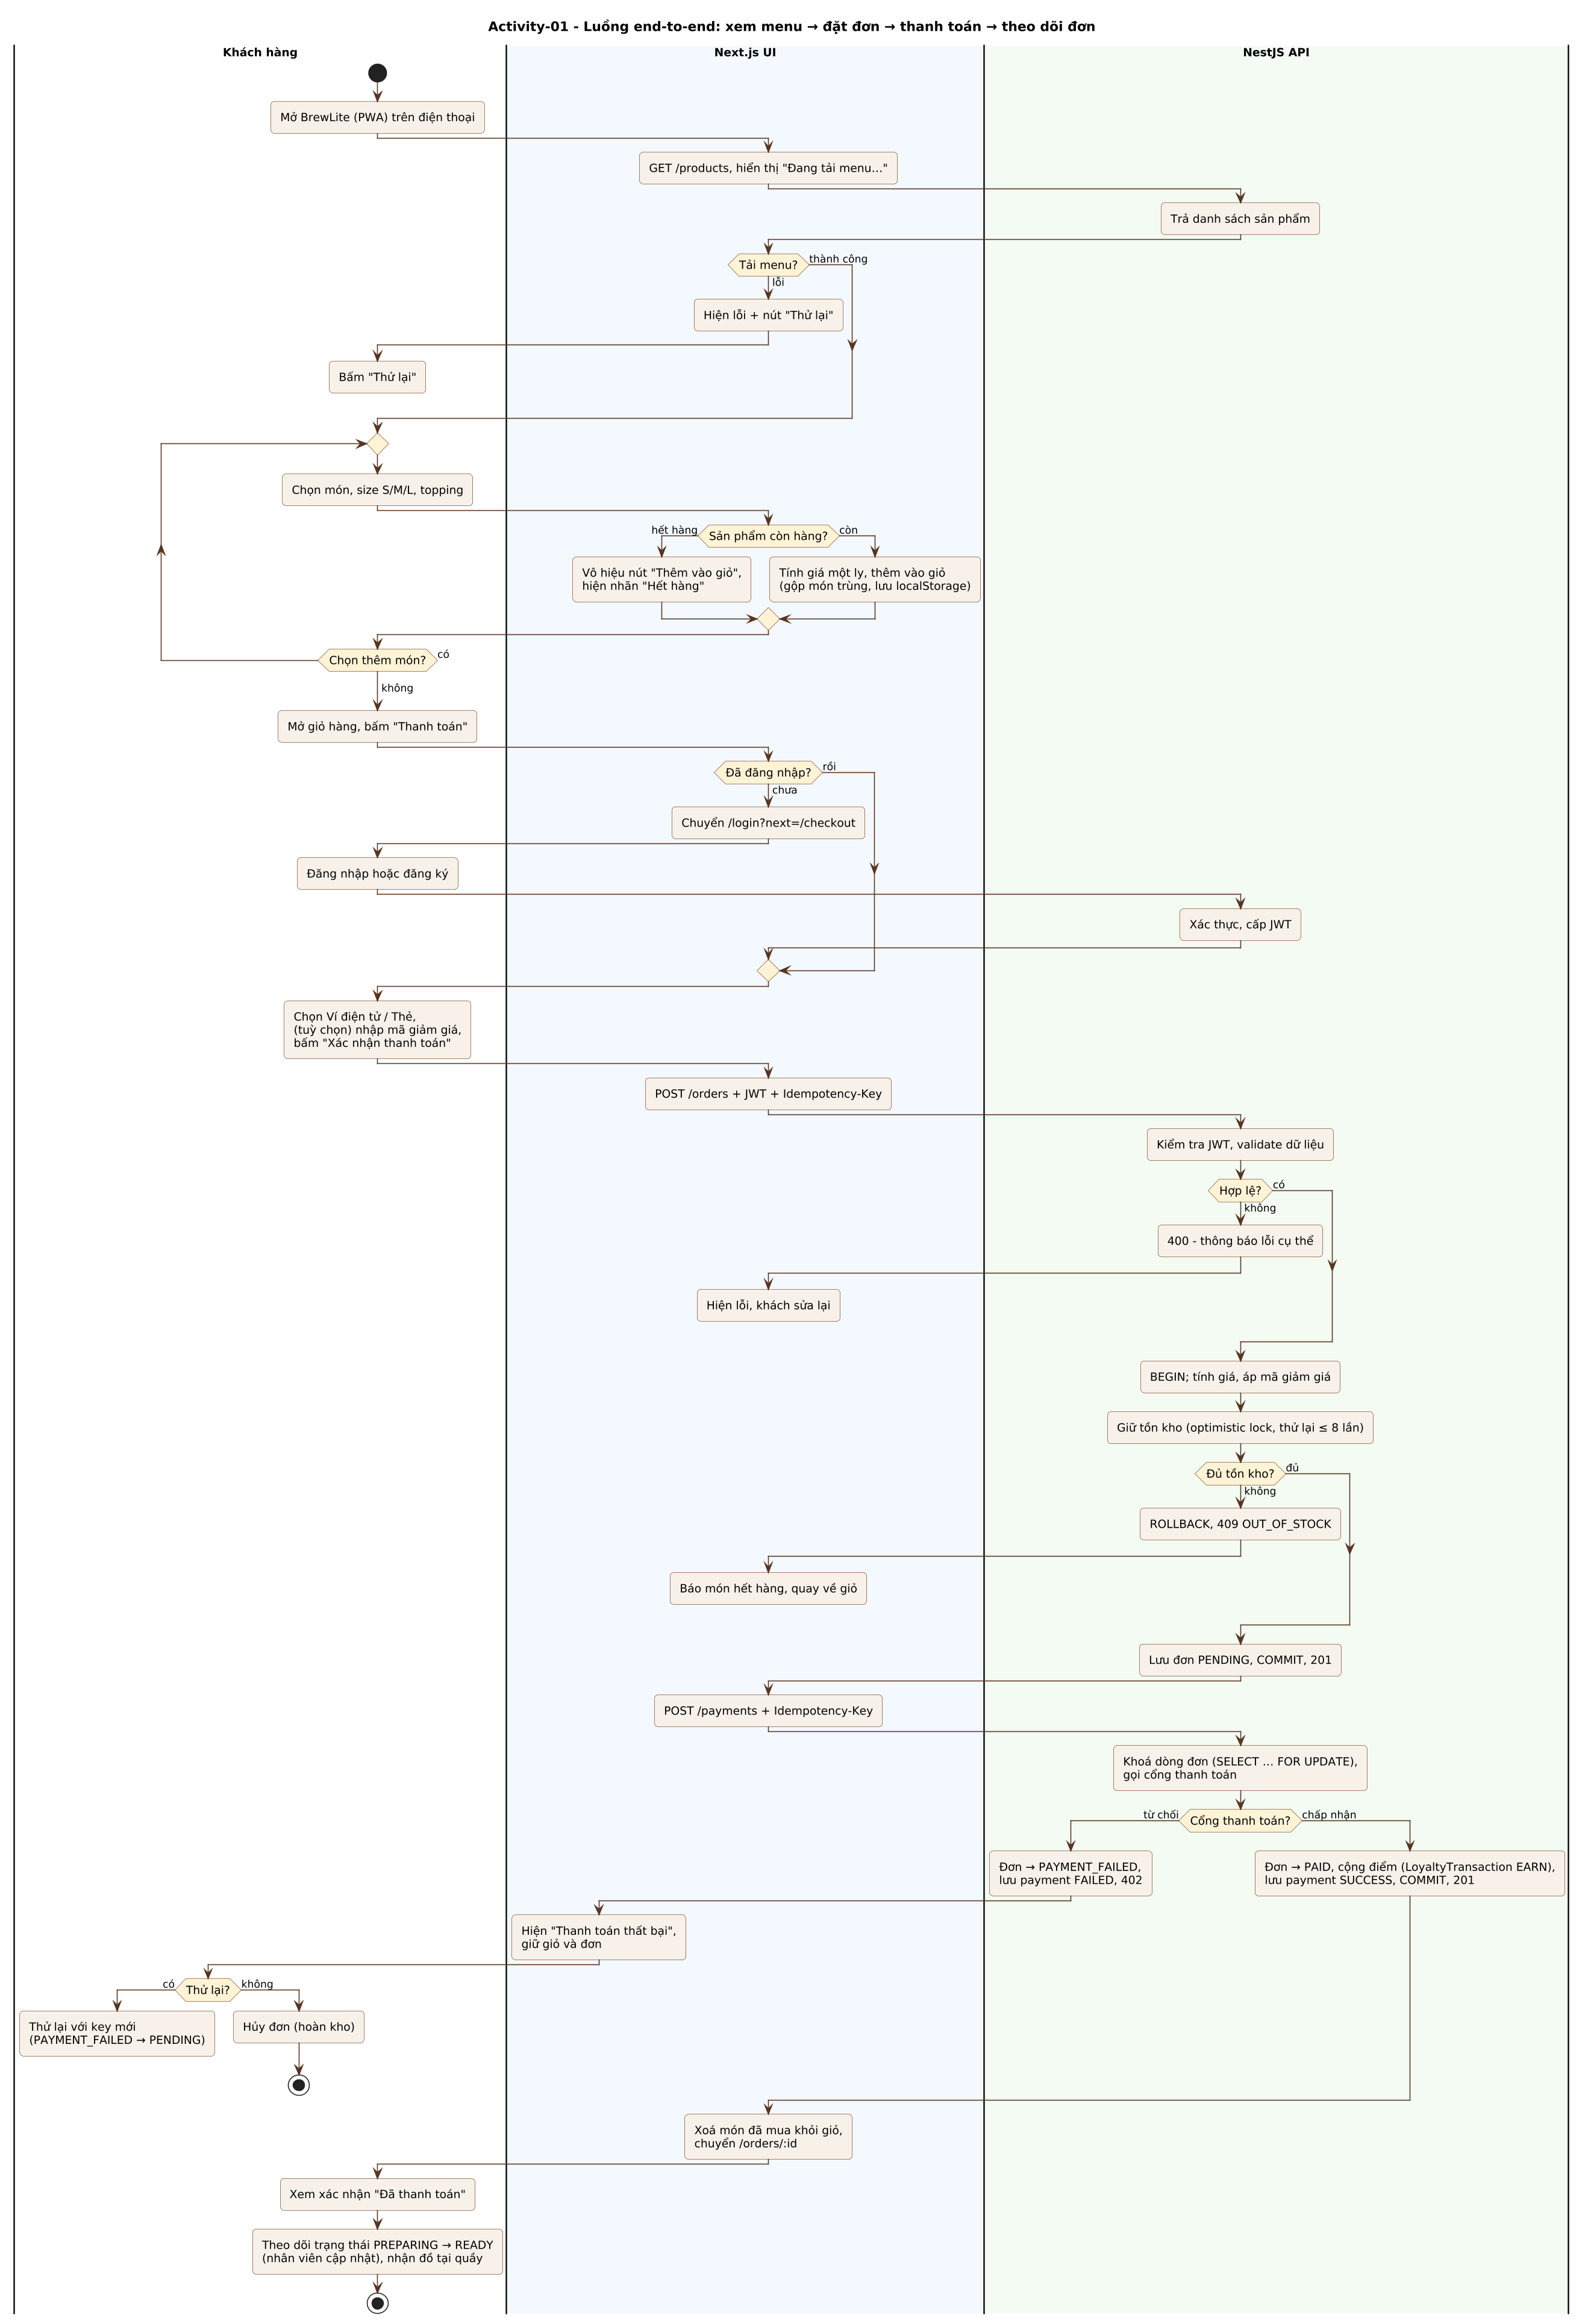 Activity-01 - Luồng end-to-end: xem menu → đặt đơn → thanh toán → theo dõi đơn
Khách hàng
Next.js UI
NestJS API
Mở BrewLite (PWA) trên điện thoại
GET /products, hiển thị "Đang tải menu..."
Trả danh sách sản phẩm
Tải menu?
thành công
lỗi
Hiện lỗi + nút "Thử lại"
Bấm "Thử lại"
Chọn món, size S/M/L, topping
hết hàng
Sản phẩm còn hàng?
còn
Vô hiệu nút "Thêm vào giỏ",
hiện nhãn "Hết hàng"
Tính giá một ly, thêm vào giỏ
(gộp món trùng, lưu localStorage)
Chọn thêm món?
có
không
Mở giỏ hàng, bấm "Thanh toán"
Đã đăng nhập?
rồi
chưa
Chuyển /login?next=/checkout
Đăng nhập hoặc đăng ký
Xác thực, cấp JWT
Chọn Ví điện tử / Thẻ,
(tuỳ chọn) nhập mã giảm giá,
bấm "Xác nhận thanh toán"
POST /orders + JWT + Idempotency-Key
Kiểm tra JWT, validate dữ liệu
Hợp lệ?
có
không
400 - thông báo lỗi cụ thể
Hiện lỗi, khách sửa lại
BEGIN; tính giá, áp mã giảm giá
Giữ tồn kho (optimistic lock, thử lại ≤ 8 lần)
Đủ tồn kho?
đủ
không
ROLLBACK, 409 OUT_OF_STOCK
Báo món hết hàng, quay về giỏ
Lưu đơn PENDING, COMMIT, 201
POST /payments + Idempotency-Key
Khoá dòng đơn (SELECT ... FOR UPDATE),
gọi cổng thanh toán
từ chối
Cổng thanh toán?
chấp nhận
Đơn → PAYMENT_FAILED,
lưu payment FAILED, 402
Đơn → PAID, cộng điểm (LoyaltyTransaction EARN),
lưu payment SUCCESS, COMMIT, 201
Hiện "Thanh toán thất bại",
giữ giỏ và đơn
có
Thử lại?
không
Thử lại với key mới
(PAYMENT_FAILED → PENDING)
Hủy đơn (hoàn kho)
Xoá món đã mua khỏi giỏ,
chuyển /orders/:id
Xem xác nhận "Đã thanh toán"
Theo dõi trạng thái PREPARING → READY
(nhân viên cập nhật), nhận đồ tại quầy